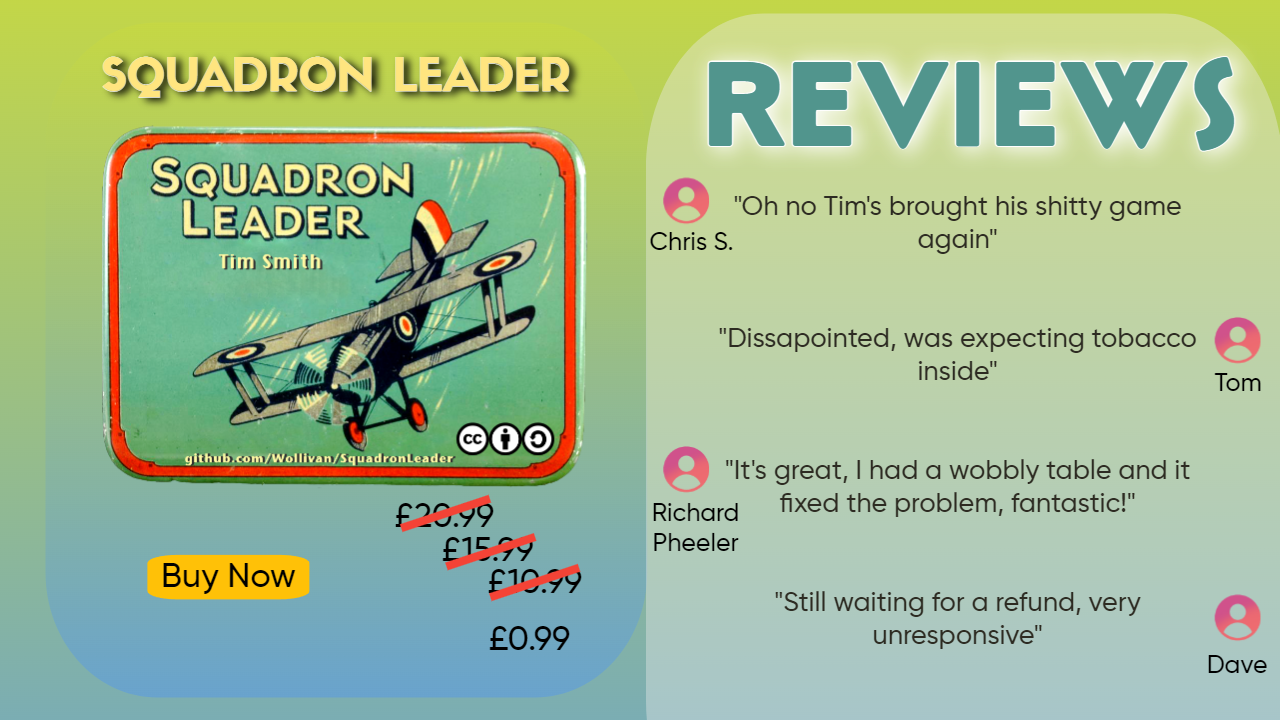 SQUADRON LEADER
SQUADRON
LEADER
Tim Smith
cc
github.com/Wollivan/SquadronLeader
£20.99
£15.99
£10.99
£0.99
Buy Now
REVIEWS
"Oh no Tim's brought his shitty game
again"
Chris S.
"Dissapointed, was expecting tobacco
inside"
Tom
"It's great, I had a wobbly table and it
fixed the problem, fantastic!"
Richard
Pheeler
"Still waiting for a refund, very
unresponsive"
Dave